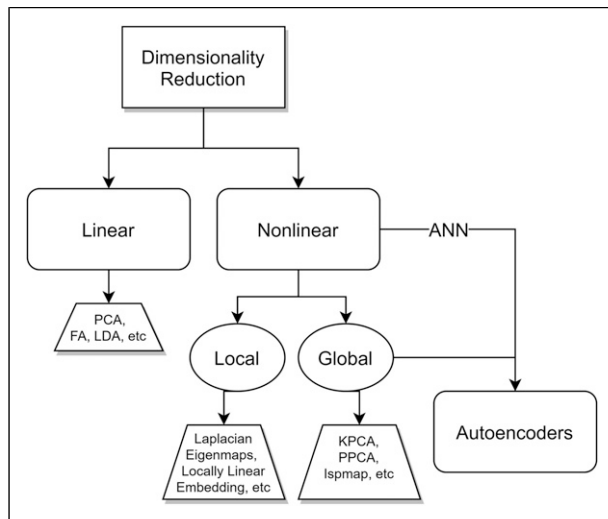 Dimensionality
Reduction
Linear
Nonlinear
ANN
PCA,
FA, LDA, etc
Local
Global
Autoencoders
Laplacian
Eigenmaps,
Locally Linear
Embedding, etc
KPCA,
PPCA,
Ispmap, etc